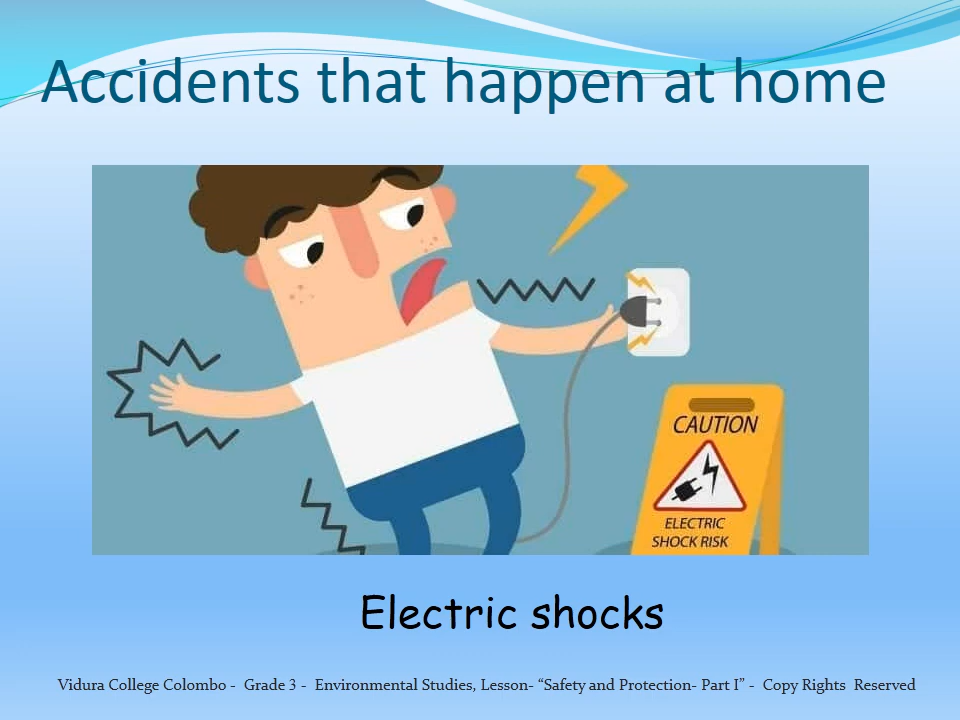 Accidents that happen at home
CAUTION
ELECTRIC
SHOCK RISK
Electric shocks
Vidura College Colombo - Grade 3 - Environmental Studies, Lesson- “Safety and Protection- Part I” - Copy Rights Reserved